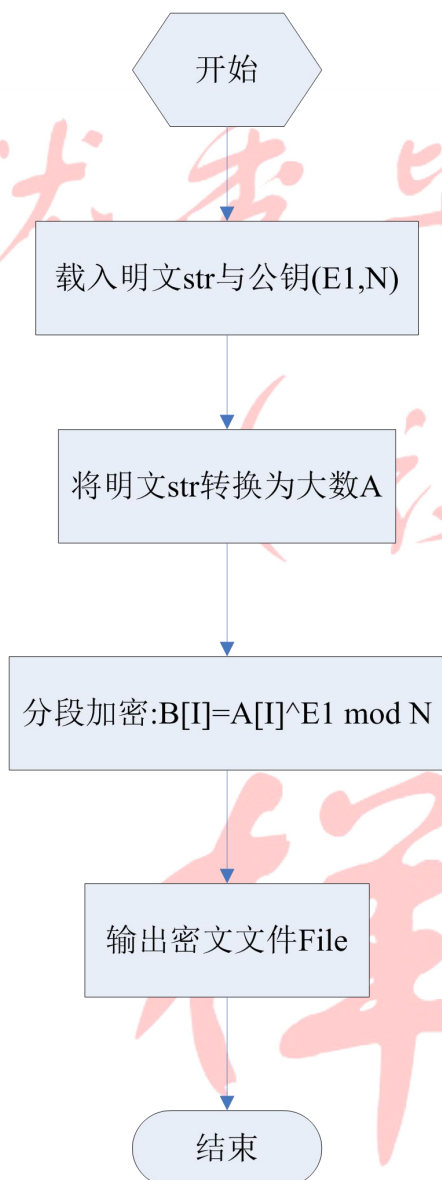 开始
载入明文str与公钥(E1,N)
将明文str转换为大数A
分段加密:B[I]=A[I]^E1 mod N
样
输出密文文件File
结束